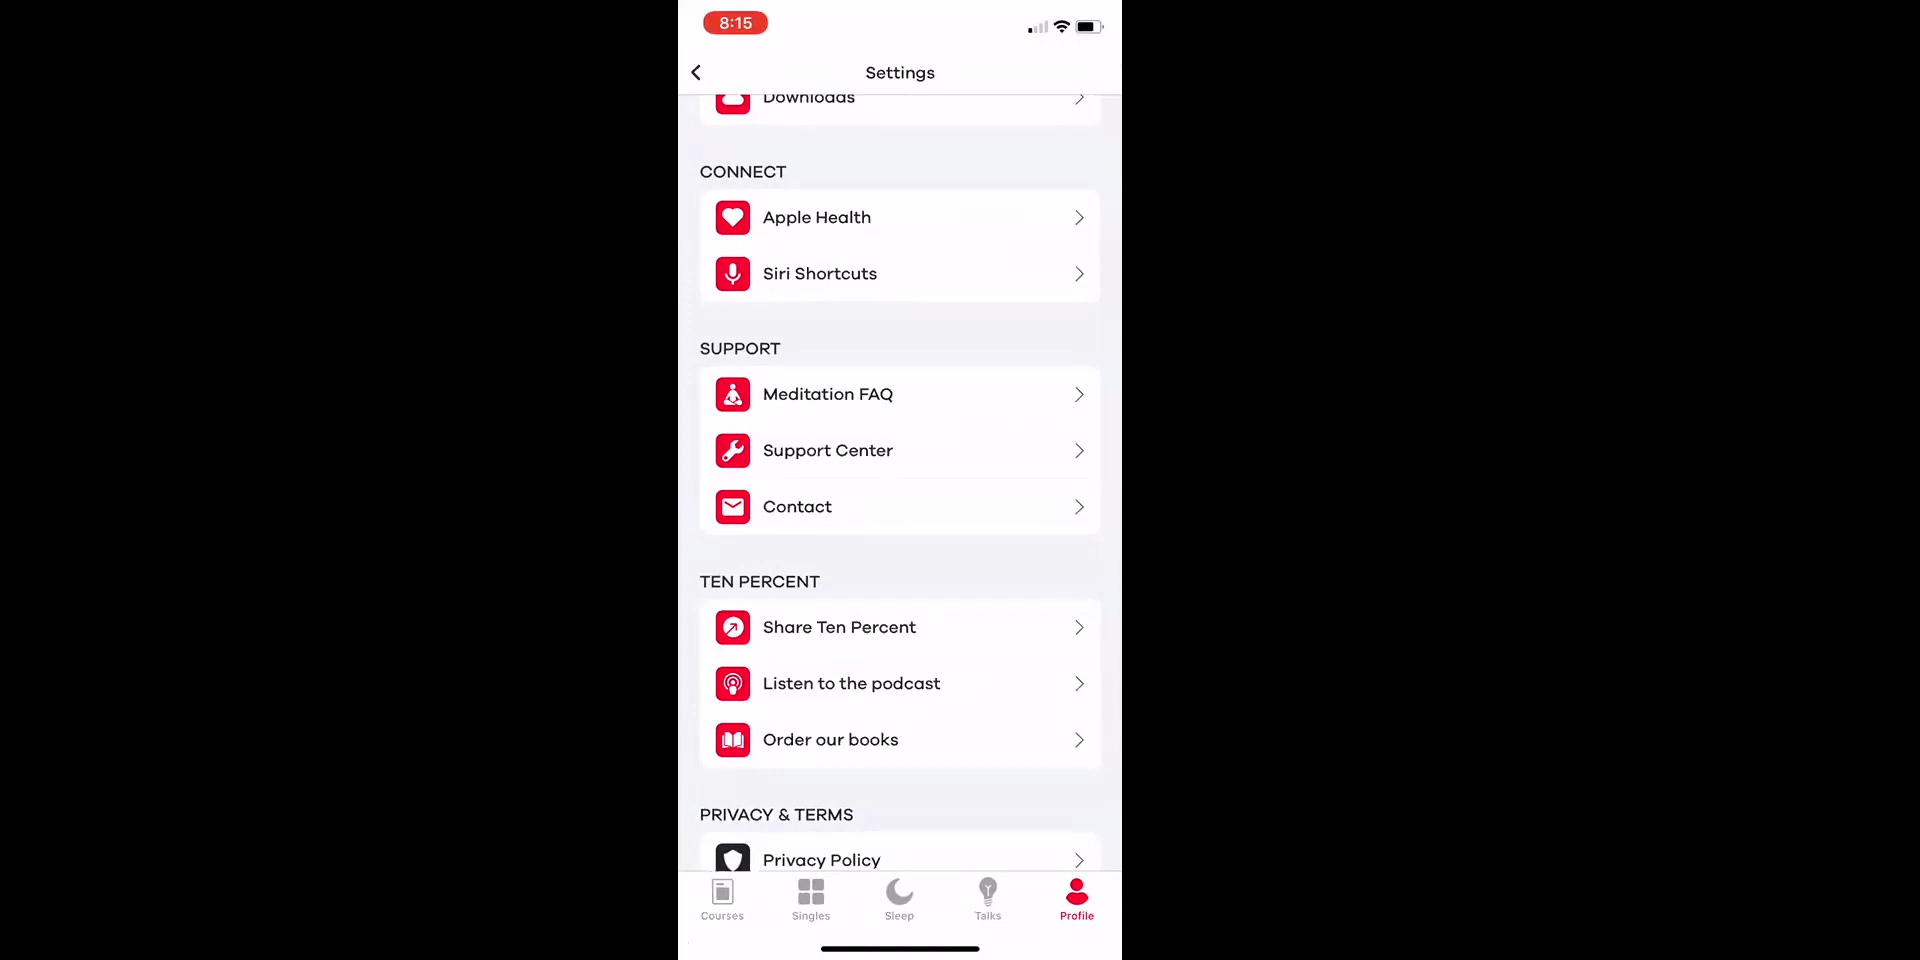 8:15
Settings
Downloads
CONNECT
Apple Health
Siri Shortcuts
SUPPORT
Meditation FAQ
Support Center
Contact
TEN PERCENT
Share Ten Percent
Listen to the podcast
Order our books
PRIVACY & TERMS
Privacy Policy
Courses Singles Sleep Talks Profile